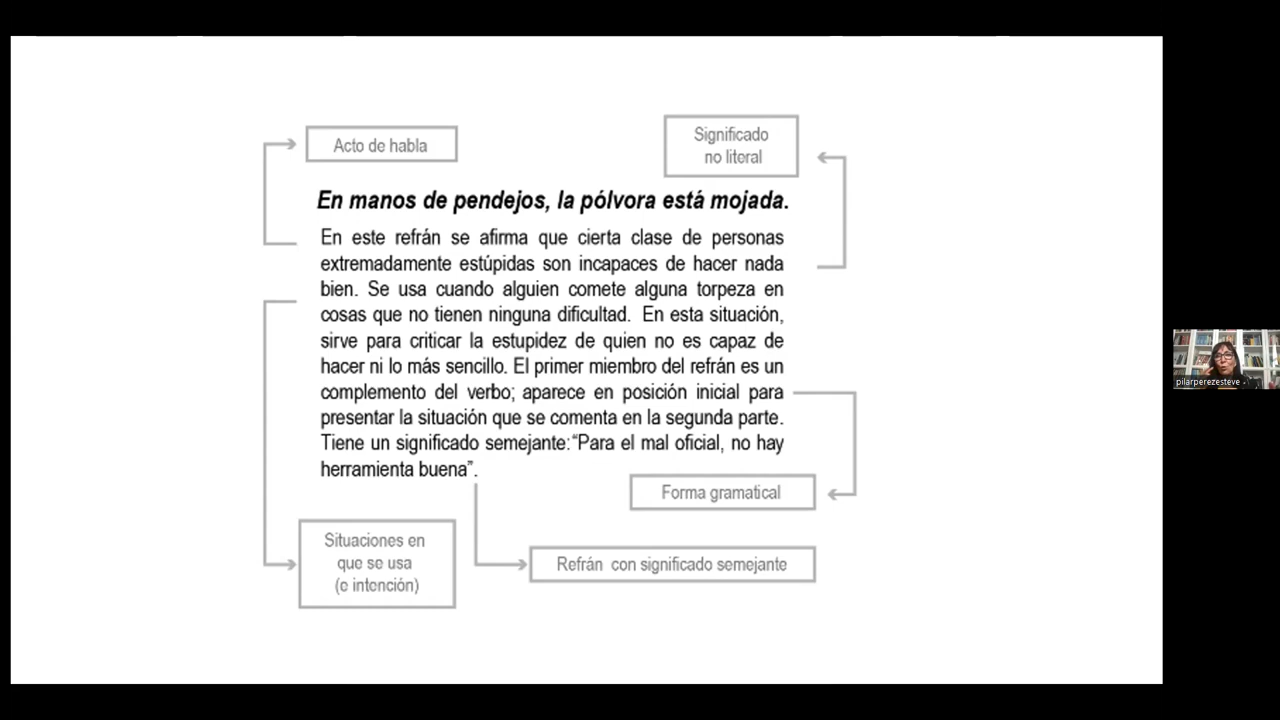 Acto de habla
Significado
no literal
En manos de pendejos, la pólvora está mojada.
En este refrán se afirma que cierta clase de personas
extremadamente estúpidas son incapaces de hacer nada
bien. Se usa cuando alguien comete alguna torpeza en
cosas que no tienen ninguna dificultad. En esta situación,
sirve para criticar la estupidez de quien no es capaz de
hacer ni lo más sencillo. El primer miembro del refrán es un
complemento del verbo; aparece en posición inicial para
presentar la situación que se comenta en la segunda parte.
Tiene un significado semejante:“Para el mal oficial, no hay
herramienta buena”.
Forma gramatical
Situaciones en
que se usa
(e intención)
Refrán con significado semejante
pilarperezesteve